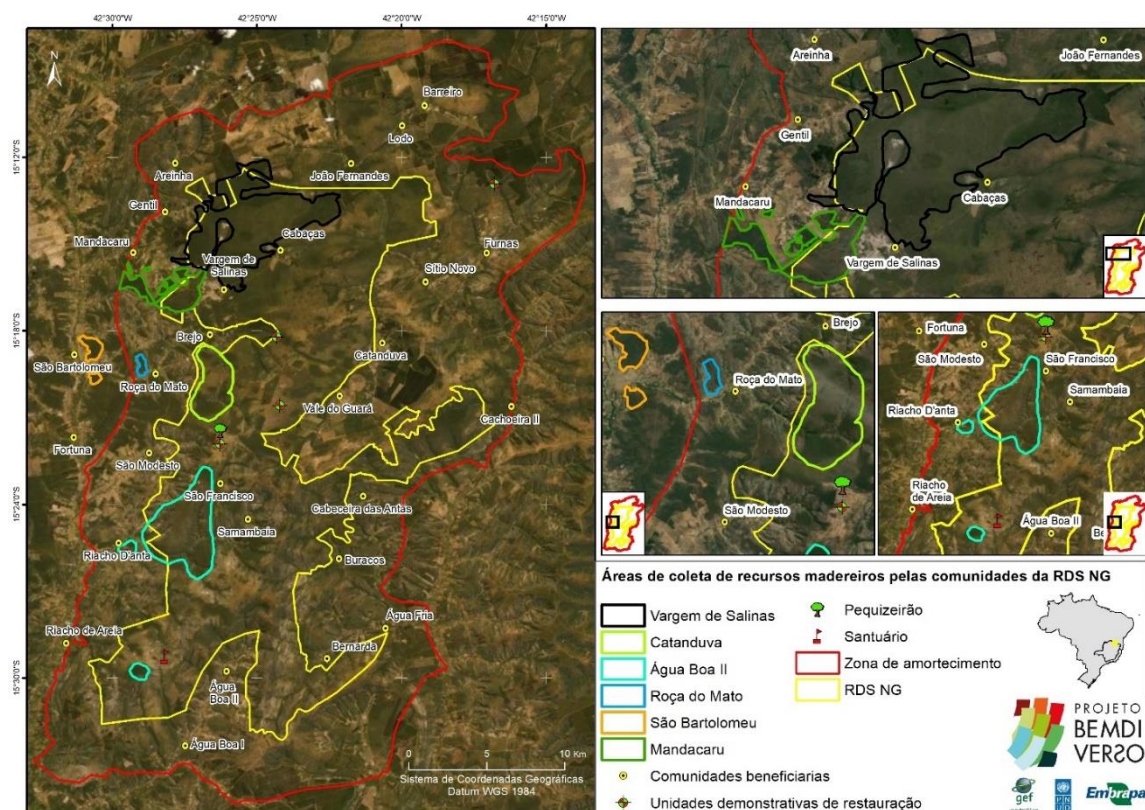 42°30'0"W 42°25'0"W 42°20'0"W 42°15'0"W
N
15°12'0"S
15°18'0"S
15°24'0"S
15°30'0"S
Barreiro
Lodo
Areinha
João Fernandes
Gentil
Mandacaru
Cabaças
Furnas
Vargem de
Salinas
Sítio Novo
Brejo
Catanduva
São Bartolomeu
Roça do Mato
Vale do Guará
Cachoeira II
Fortuna
São Modesto
São Francisco
Cabeceira das Antas
Samambaia
Riacho D'anta
Buracos
Água Fria
Riacho de Areia
Bernarda
Água
Boa II
Água Boa I
0 5 10 Km
Sistema de Coordenadas Geográficas
Datum WGS 1984
Areinha
João Fernandes
Gentil
Mandacaru
Cabaças
Vargem de Salinas
Brejo
Roça do Mato
São Modesto
Fortuna
São Modesto
São Francisco
Samambaia
Riacho D'anta
Riacho
de Areia
Água Boa II
Áreas de coleta de recursos madereiros pelas comunidades da RDS NG
Vargem de Salinas
Catanduva
Água Boa II
Roça do Mato
São Bartolomeu
Mandacaru
Comunidades beneficiarias
Unidades demonstrativas de restauração
Pequizeirão
Santuário
Zona de amortecimento
RDS NG
PROJETO
BEMDI
VERSO
gef
PNUD
Embrapa